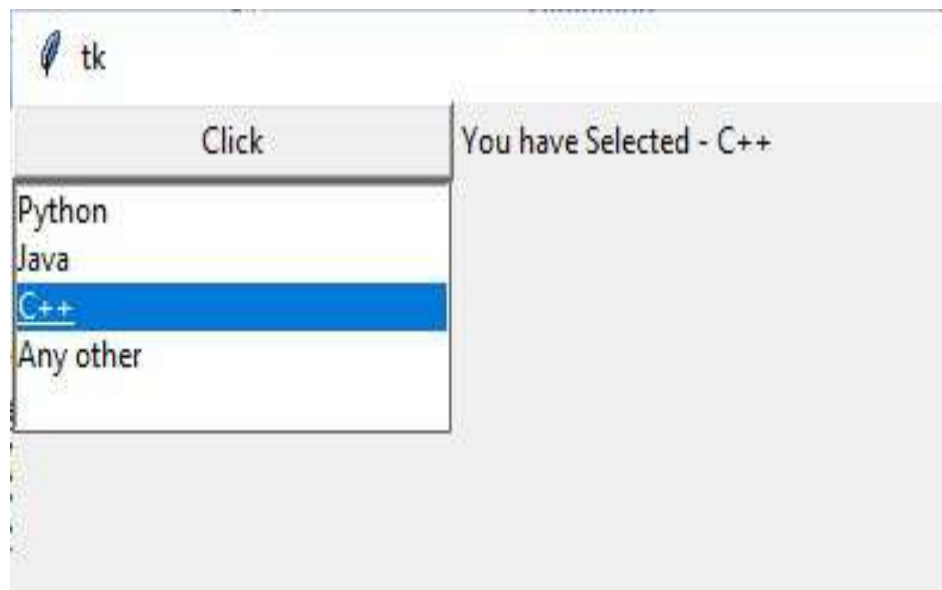 tk
Click
You have Selected - C++
Python
Java
C++
Any other